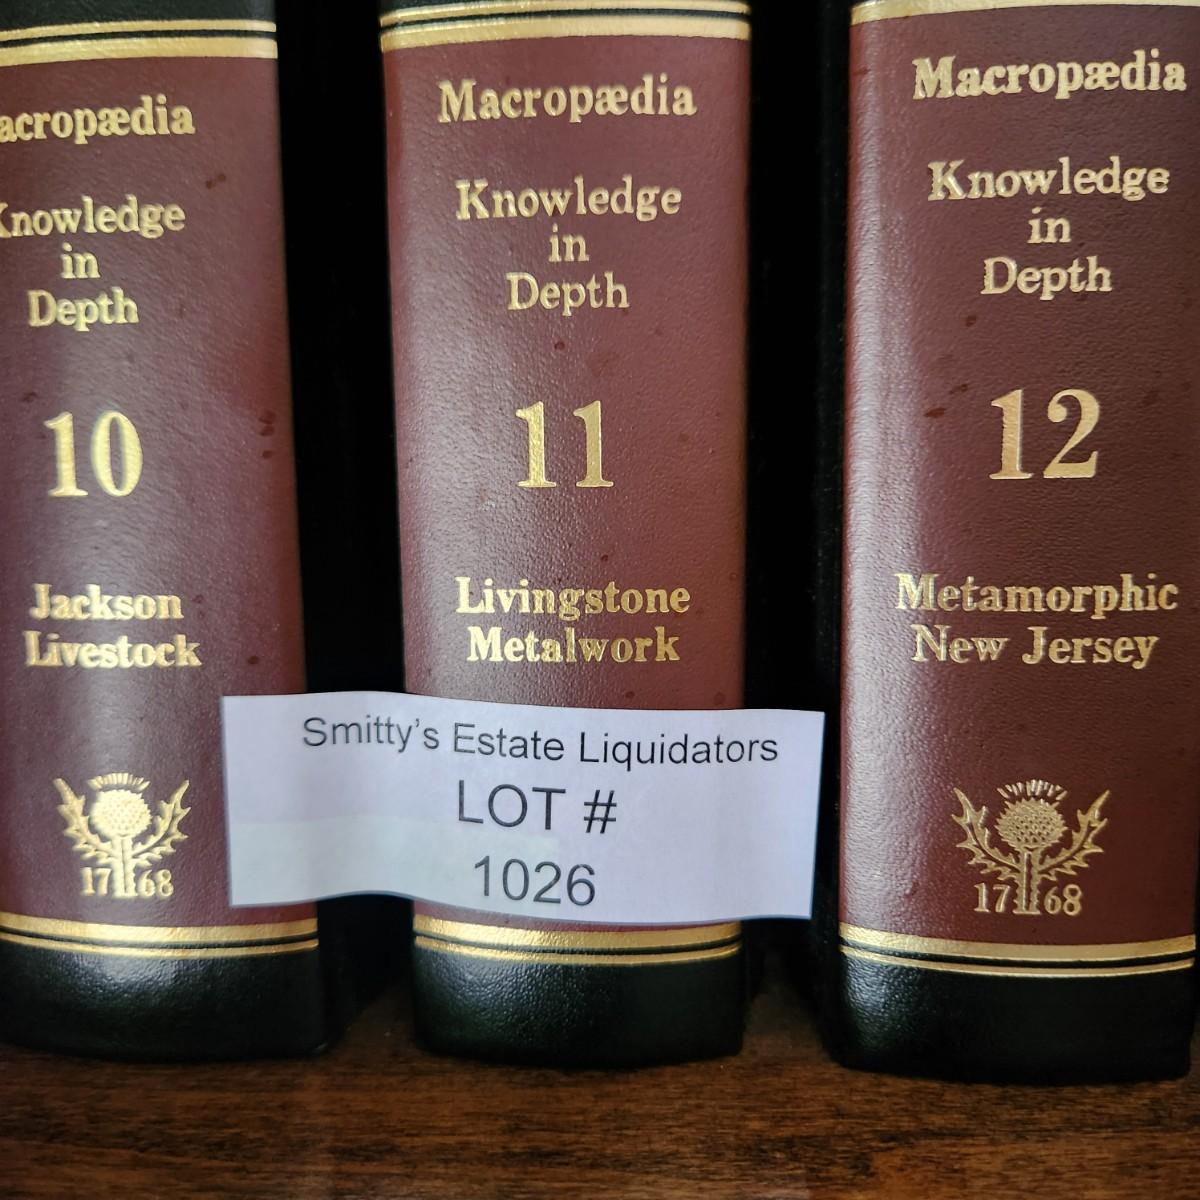 acropædia
Knowledge
in
Depth
10
Jackson
Livestock
1768
Macropædia
Knowledge
in
Depth
11
Livingstone
Metalwork
Smitty's Estate Liquidators
LOT #
1026
Macropædia
Knowledge
in
Depth
12
Metamorphic
New Jersey
1768